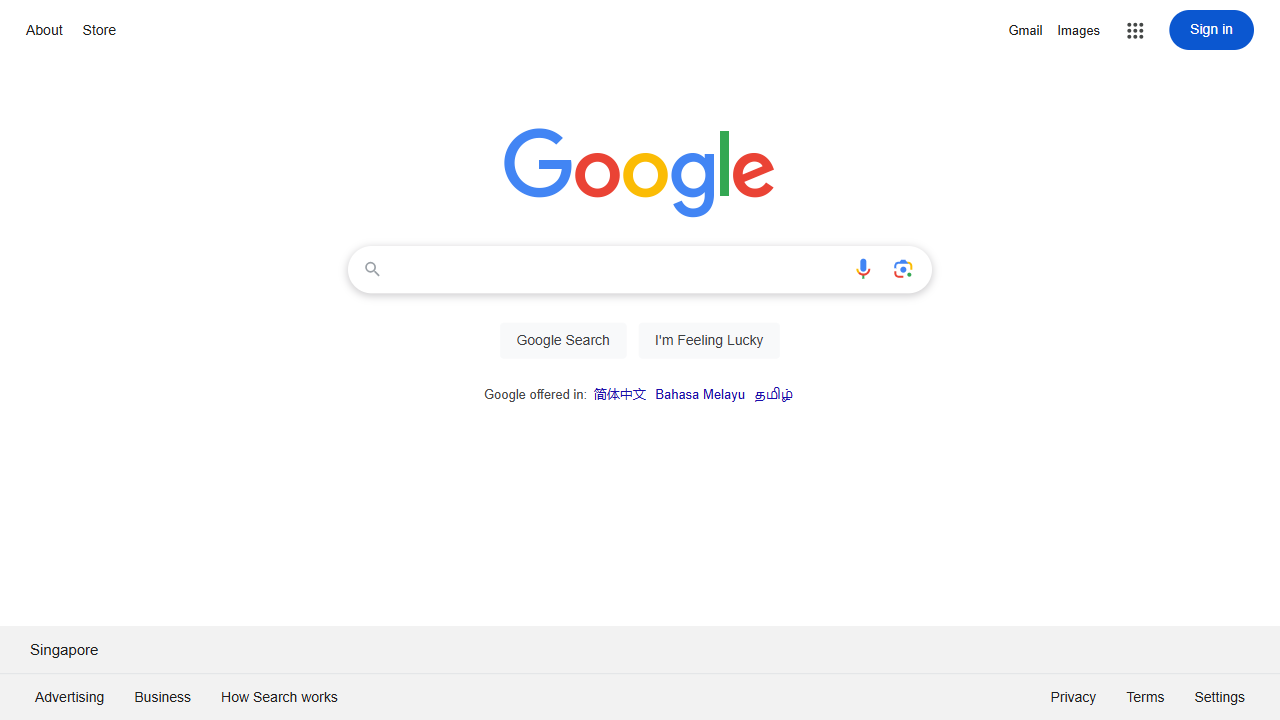 About Store Gmail Images Sign in
Google
Google Search I'm Feeling Lucky
Google offered in: 简体中文 Bahasa Melayu தமிழ்
Singapore
Advertising Business How Search works Privacy Terms Settings